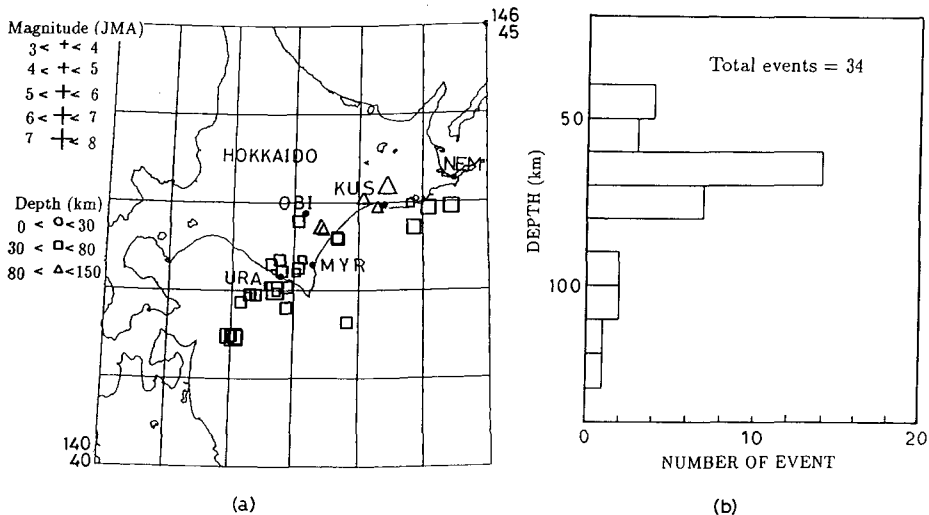 Magnitude (JMA)
3 < + < 4
4 < + < 5
5 < + < 6
6 < + < 7
7 + < 8
Depth (km)
0 < O < 30
30 < □ < 80
80 < △ < 150
146
45
HOKKAIDO
NEM
KUS
OBI
MYR
URA
140
40
(a)
Total events = 34
50
100
DEPTH (km)
0
10
20
NUMBER OF EVENT
(b)